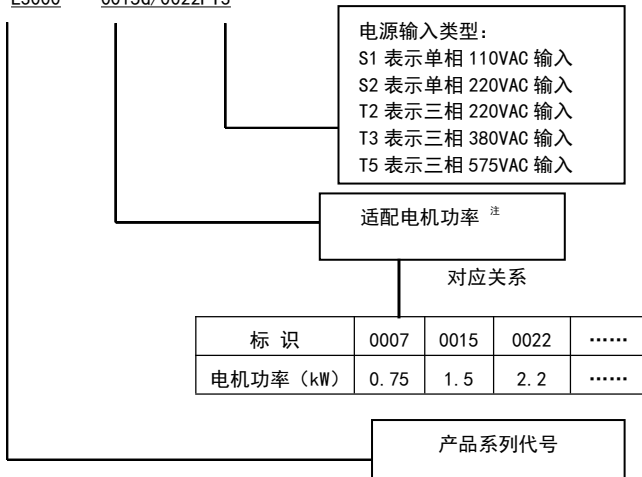 电源输入类型：
S1 表示单相 110VAC 输入
S2 表示单相 220VAC 输入
T2 表示三相 220VAC 输入
T3 表示三相 380VAC 输入
T5 表示三相 575VAC 输入
适配电机功率 注
对应关系
标 识 0007 0015 0022 ……
电机功率（kW） 0.75 1.5 2.2 ……
产品系列代号